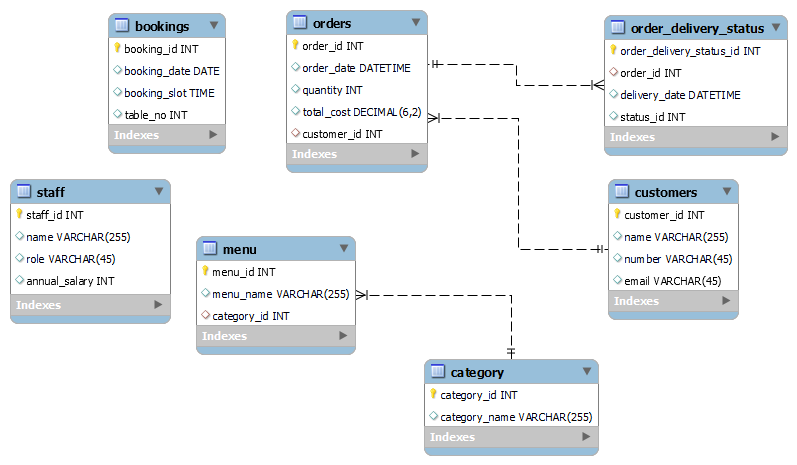 bookings
booking_id INT
booking_date DATE
booking_slot TIME
table_no INT
Indexes
orders
order_id INT
order_date DATETIME
quantity INT
total_cost DECIMAL(6,2)
customer_id INT
Indexes
order_delivery_status
order_delivery_status_id INT
order_id INT
delivery_date DATETIME
status_id INT
Indexes
staff
staff_id INT
name VARCHAR(255)
role VARCHAR(45)
annual_salary INT
Indexes
menu
menu_id INT
menu_name VARCHAR(255)
category_id INT
Indexes
customers
customer_id INT
name VARCHAR(255)
number VARCHAR(45)
email VARCHAR(45)
Indexes
category
category_id INT
category_name VARCHAR(255)
Indexes